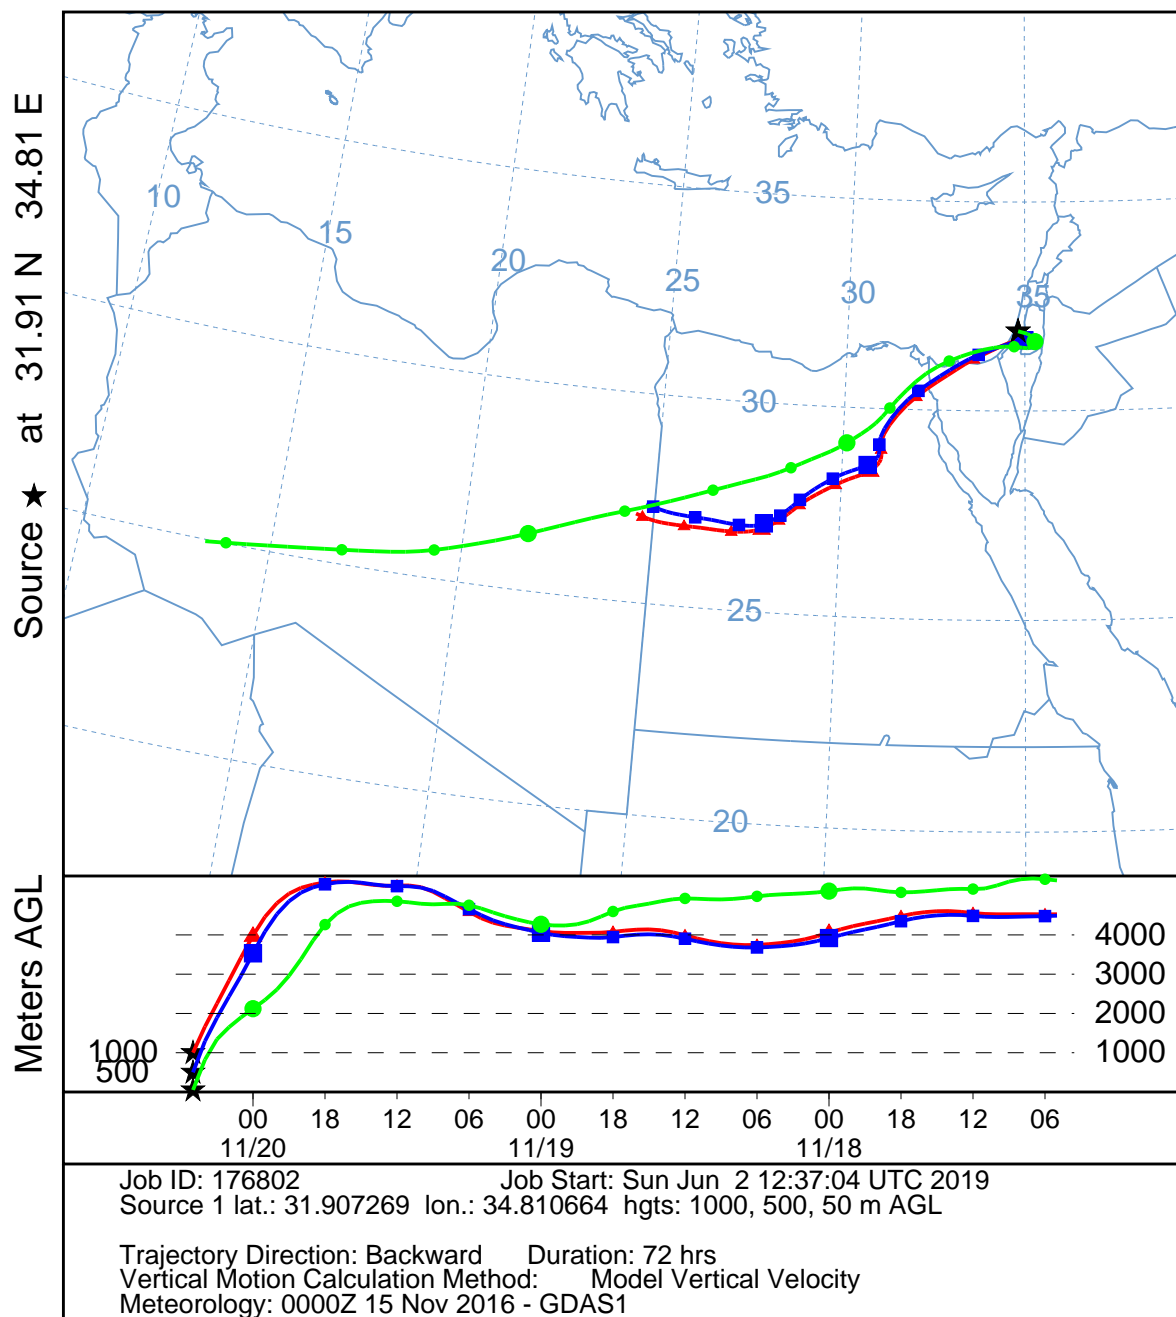 Source ★ at 31.91 N 34.81 E
10
15
20
25
30
35
35
30
25
20
Meters AGL
1000
500
4000
3000
2000
1000
00 18 12 06 00 18 12 06 00 18 12 06
11/20 11/19 11/18
Job ID: 176802 Job Start: Sun Jun 2 12:37:04 UTC 2019
Source 1 lat.: 31.907269 lon.: 34.810664 hgts: 1000, 500, 50 m AGL
Trajectory Direction: Backward Duration: 72 hrs
Vertical Motion Calculation Method: Model Vertical Velocity
Meteorology: 0000Z 15 Nov 2016 - GDAS1